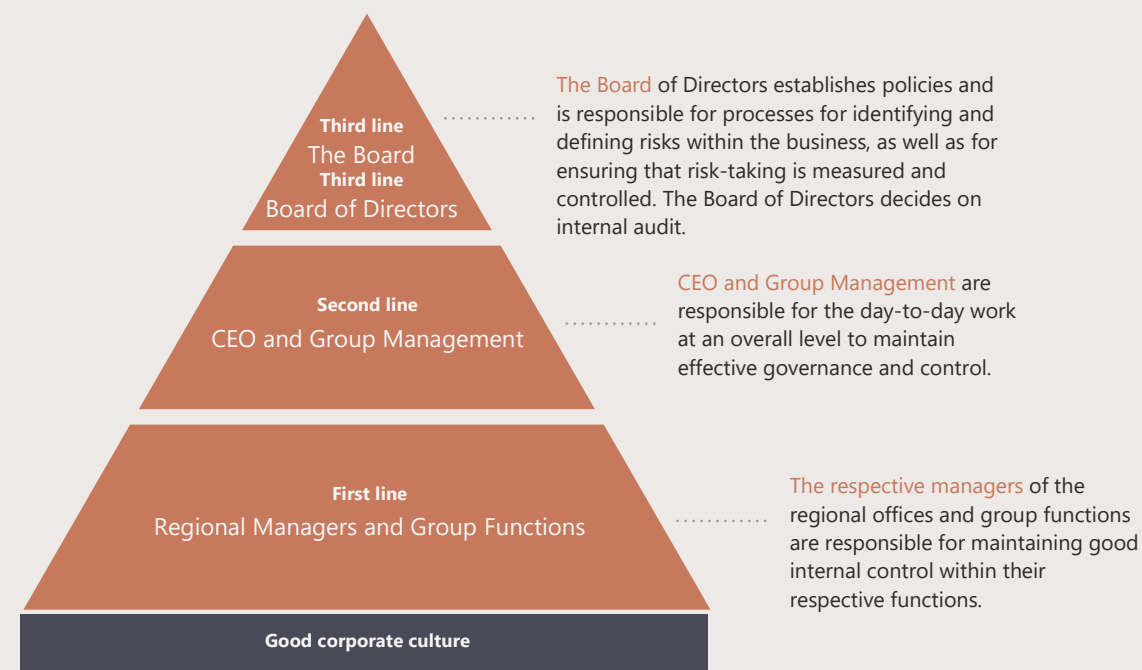 Third line
The Board
Third line
Board of Directors
The Board of Directors establishes policies and
is responsible for processes for identifying and
defining risks within the business, as well as for
ensuring that risk-taking is measured and
controlled. The Board of Directors decides on
internal audit.
Second line
CEO and Group Management
CEO and Group Management are
responsible for the day-to-day work
at an overall level to maintain
effective governance and control.
First line
Regional Managers and Group Functions
The respective managers of the
regional offices and group functions
are responsible for maintaining good
internal control within their
respective functions.
Good corporate culture